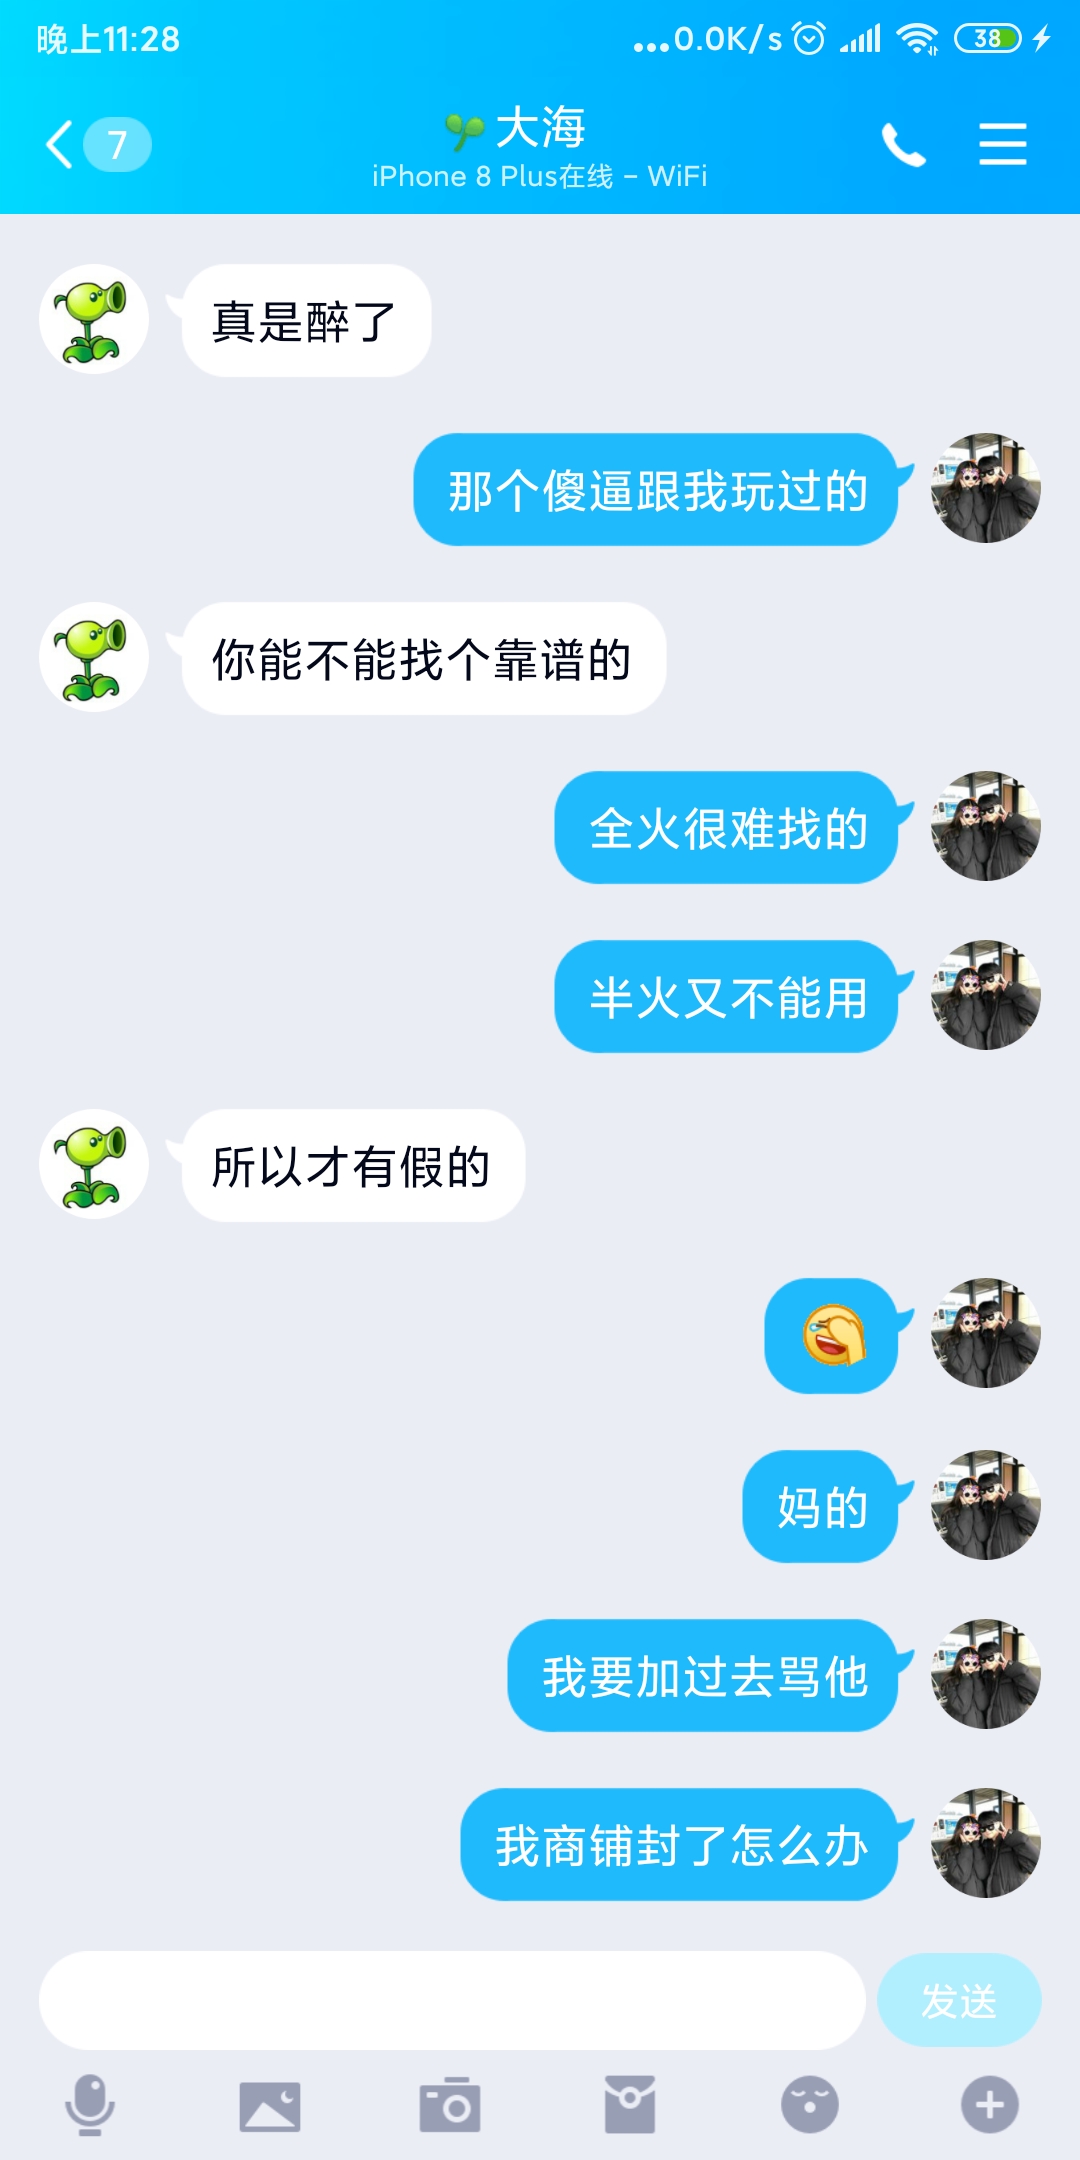 晚上11:28
...0.0K/s
38
7
大海
iPhone 8 Plus在线 – WiFi
真是醉了
那个傻逼跟我玩过的
你能不能找个靠谱的
全火很难找的
半火又不能用
所以才有假的
妈的
我要加过去骂他
我商铺封了怎么办
发送